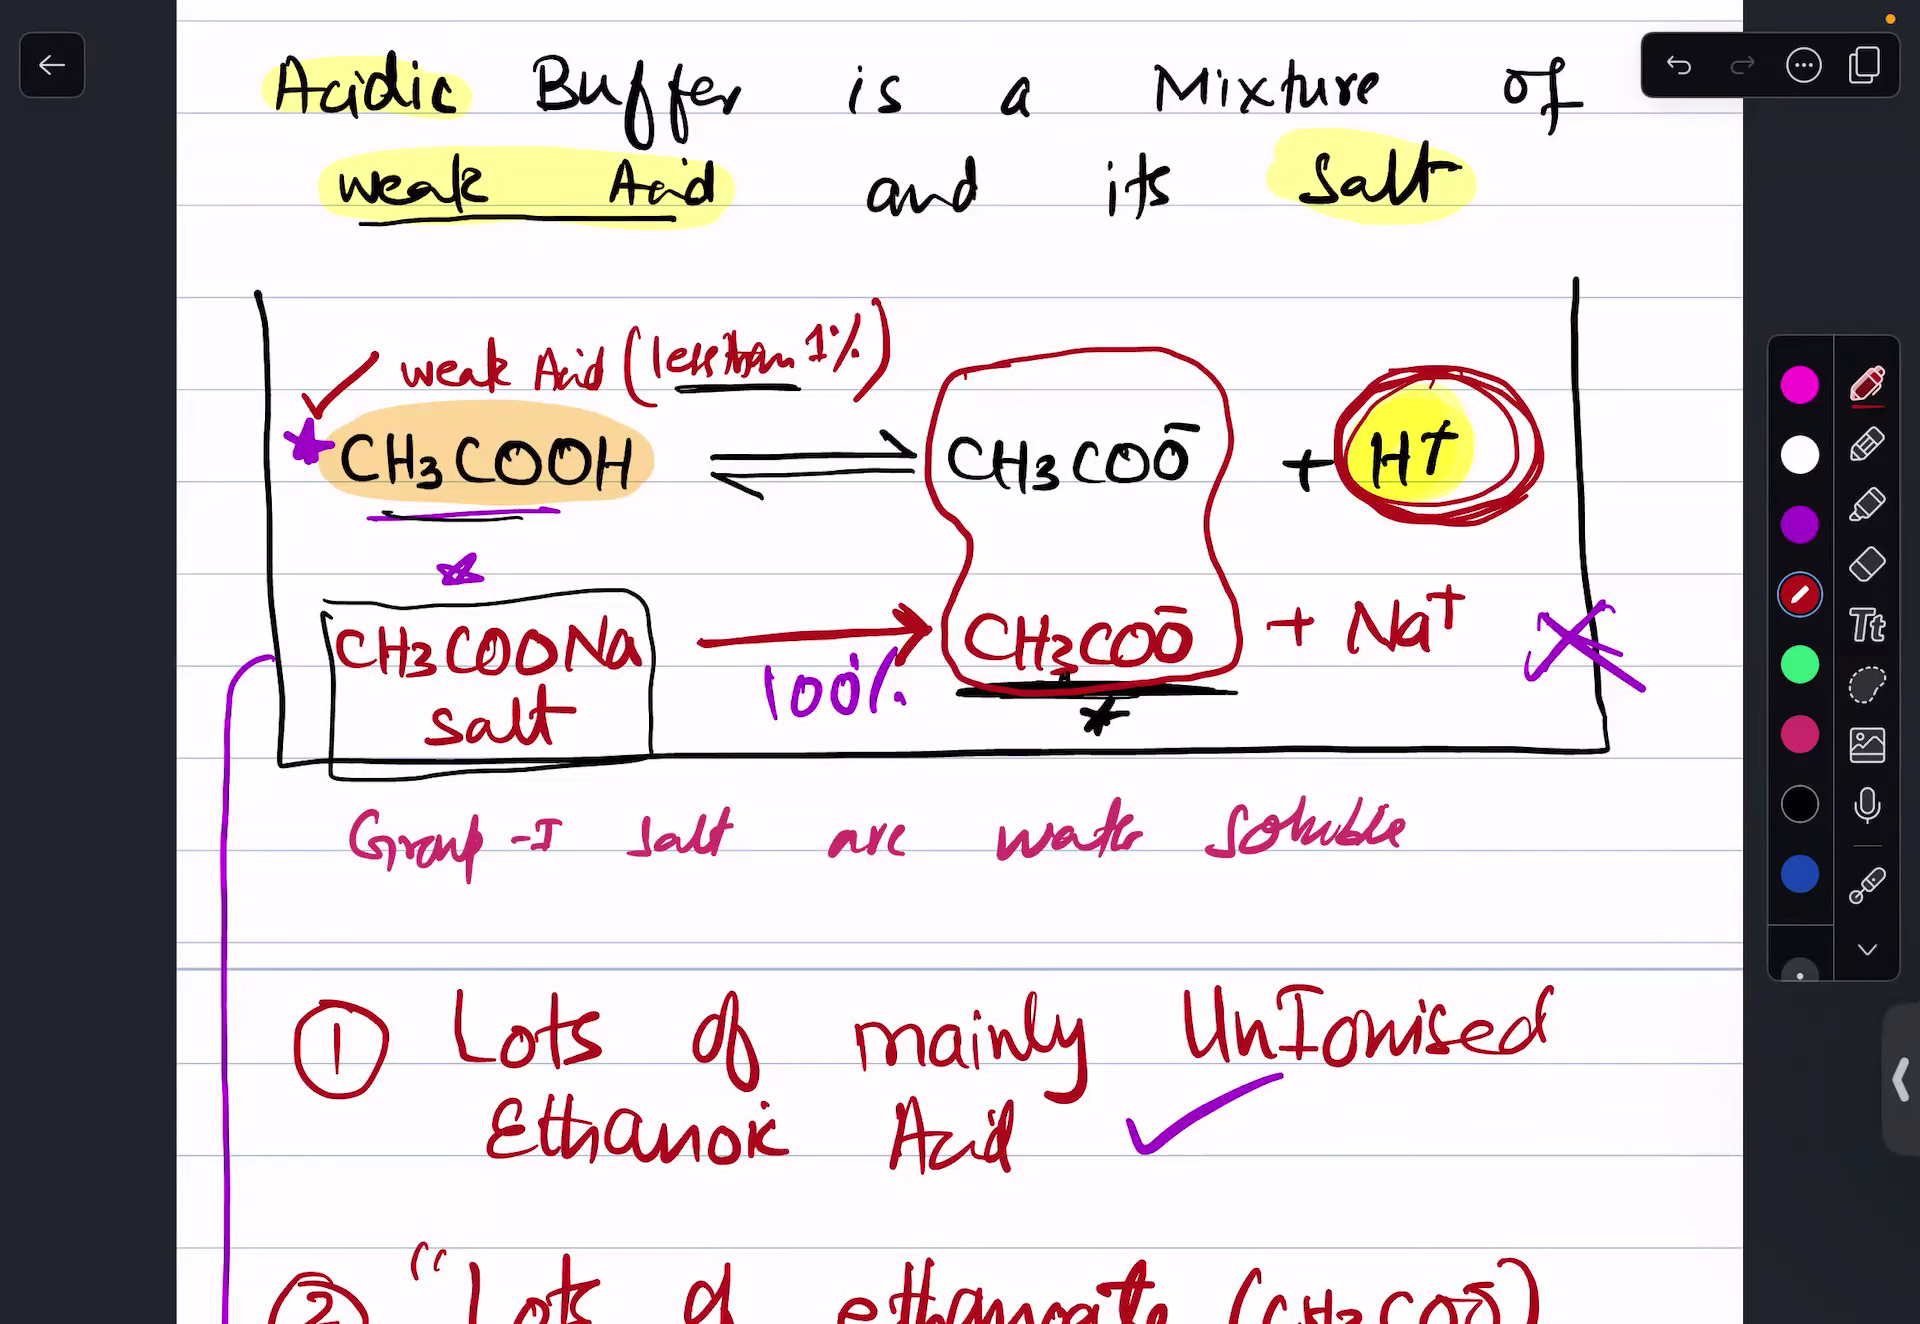 Acidic Buffer is a Mixture of
weak Acid and its Salt
weak Acid (less than 1%)
CH3COOH ⇌ CH3COO⁻ + H⁺
CH3COONa → CH3COO⁻ + Na⁺
salt 100%
Group-I salt are water soluble
① Lots of mainly UnIonised
Ethanoic Acid
② "Lots of ethanoate (CH3COO⁻)
Tt